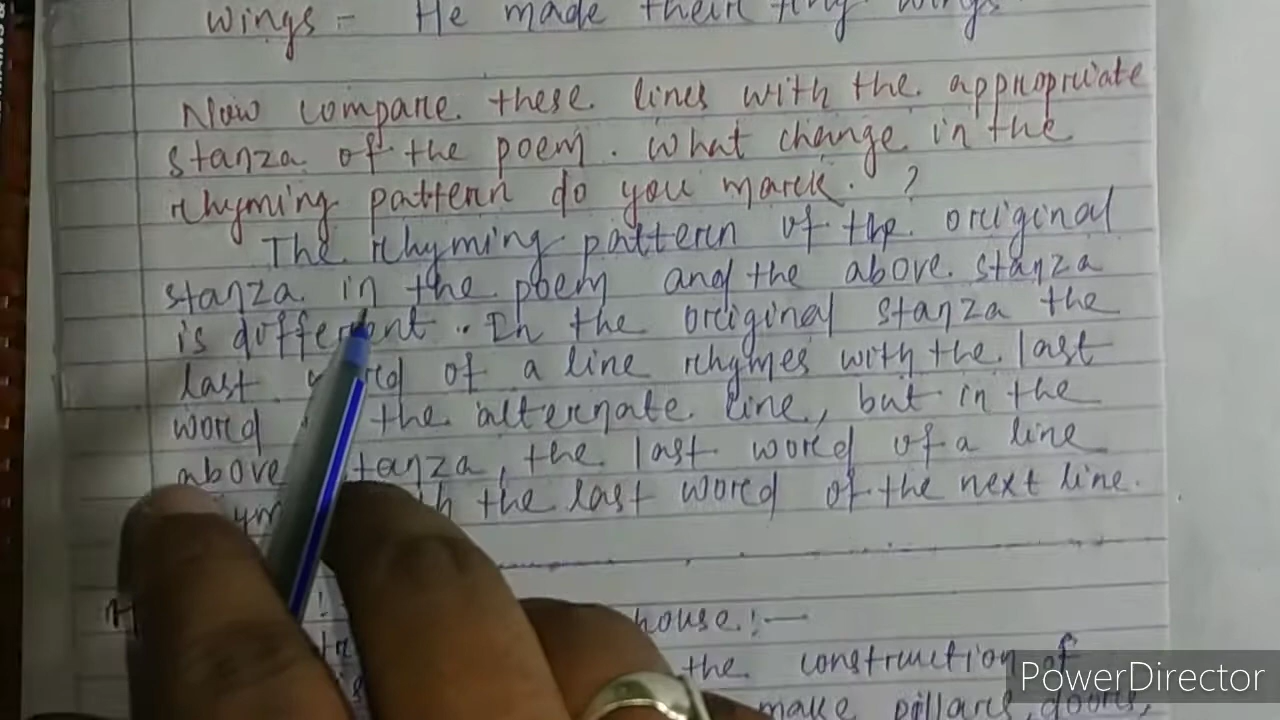 wings :- He made their tiny wings
Now compare these lines with the appropriate
stanza of the poem. What change in the
rhyming pattern do you mark. ?
The rhyming pattern of the original
stanza in the poem and the above stanza
is different. In the original stanza the
last word of a line rhymes with the last
word the alternate line, but in the
above stanza, the last word of a line
the last word of the next line.
house :—
the construction of
make pillars, doors,
PowerDirector